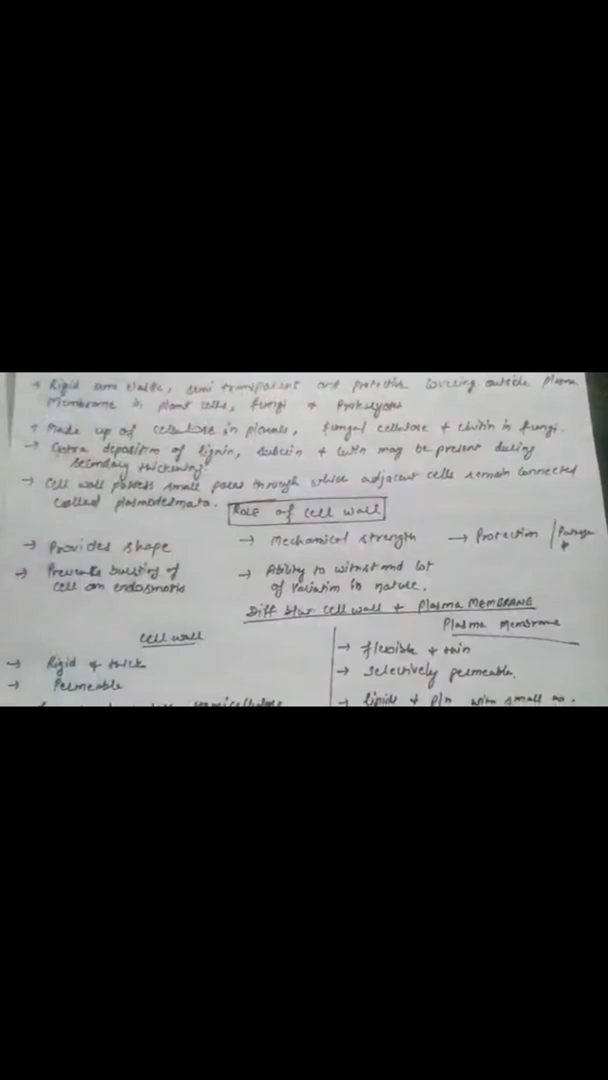 → Rigid semi elastic, semi transparent and protective covering outside plasma
Membrane in plant cells, fungi & Prokaryotes
→ Made up of cellulose in plants, fungal cellulose + chitin in fungi.
→ Extra deposition of lignin, suberin + cutin may be present during
secondary thickening.
→ Cell wall possess small pores through which adjacent cells remain connected
called plasmodesmata.
Role of cell wall
→ Provides shape → Mechanical strength → Protection /
→ Prevents bursting of → Ability to withstand lot
cell on endosmosis of variation in nature.
Diff b/w cell wall + Plasma MEMBRANE
cell wall Plasma Membrane
→ Rigid & thick → flexible + thin
→ Permeable → selectively permeable.
→ lipids + p/n with small